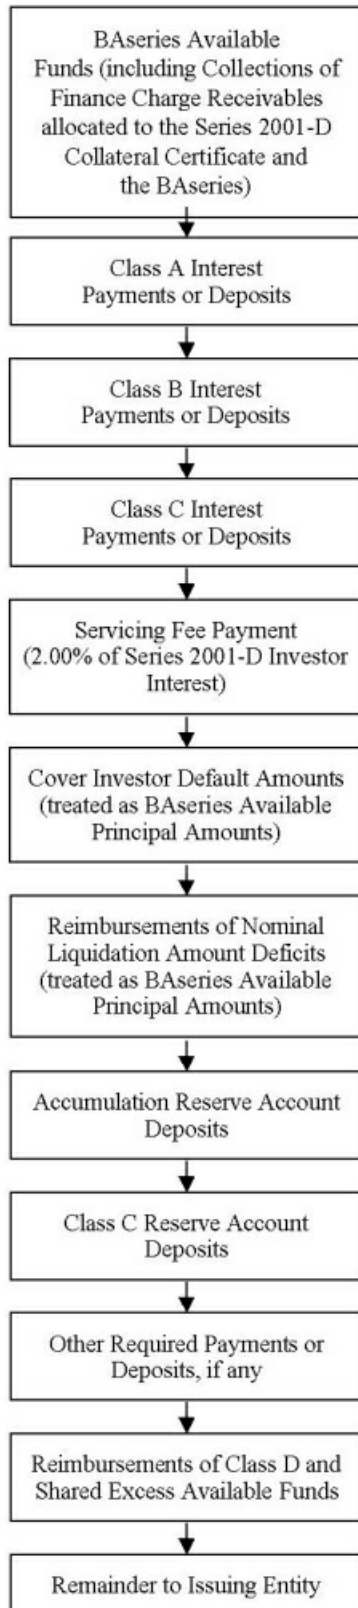 BAseries Available
Funds (including Collections of
Finance Charge Receivables
allocated to the Series 2001-D
Collateral Certificate and
the BAseries)
Class A Interest
Payments or Deposits
Class B Interest
Payments or Deposits
Class C Interest
Payments or Deposits
Servicing Fee Payment
(2.00% of Series 2001-D Investor
Interest)
Cover Investor Default Amounts
(treated as BAseries Available
Principal Amounts)
Reimbursements of Nominal
Liquidation Amount Deficits
(treated as BAseries Available
Principal Amounts)
Accumulation Reserve Account
Deposits
Class C Reserve Account
Deposits
Other Required Payments or
Deposits, if any
Reimbursements of Class D and
Shared Excess Available Funds
Remainder to Issuing Entity